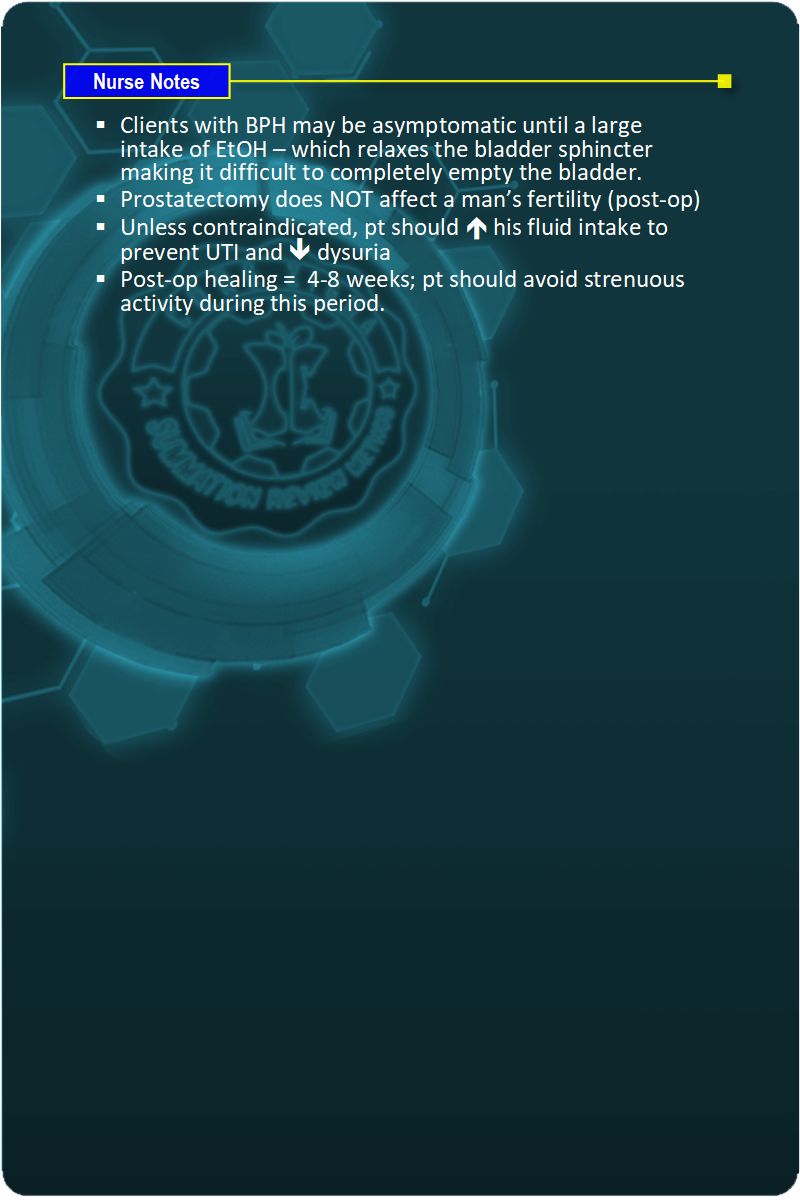 Nurse Notes
▪ Clients with BPH may be asymptomatic until a large
intake of EtOH – which relaxes the bladder sphincter
making it difficult to completely empty the bladder.
▪ Prostatectomy does NOT affect a man’s fertility (post-op)
▪ Unless contraindicated, pt should 🡹 his fluid intake to
prevent UTI and 🡻 dysuria
▪ Post-op healing =  4-8 weeks; pt should avoid strenuous
activity during this period.
SUMMATION REVIEW METHOD